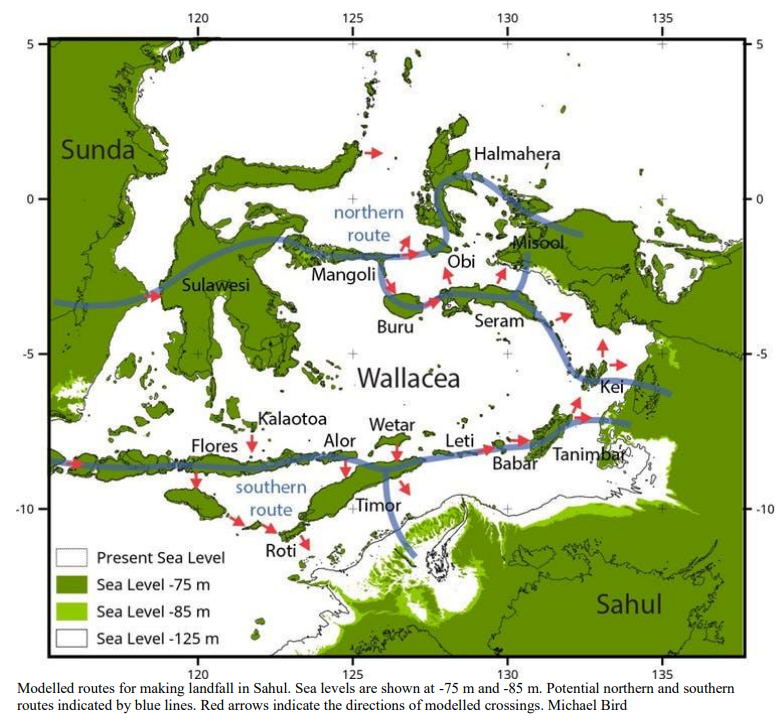 120 125 130 135
5 5
Sunda
Halmahera
0 0
northern
route
Misool
Obi
Mangoli
Sulawesi
Buru
Seram
-5 -5
Wallacea
Kei
Kalaotoa
Wetar
Flores
Alor
Leti
Babar
Tanimbar
southern
route
Timor
-10 -10
Roti
Present Sea Level
Sea Level -75 m
Sea Level -85 m
Sea Level -125 m
Sahul
120 125 130 135
Modelled routes for making landfall in Sahul. Sea levels are shown at -75 m and -85 m. Potential northern and southern
routes indicated by blue lines. Red arrows indicate the directions of modelled crossings. Michael Bird